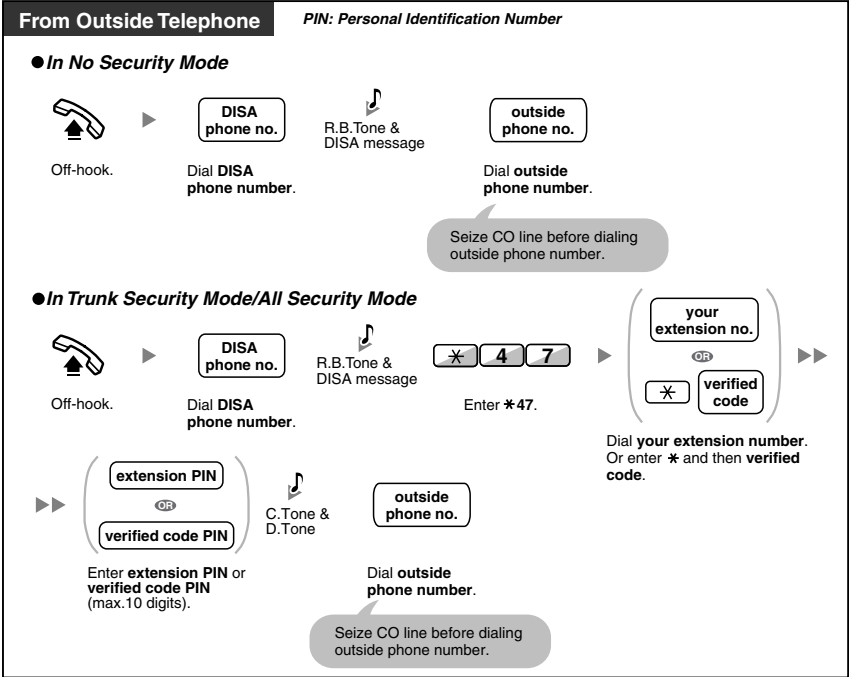 From Outside Telephone
PIN: Personal Identification Number
●In No Security Mode
DISA
phone no.
R.B.Tone &
DISA message
outside
phone no.
Off-hook.
Dial DISA
phone number.
Dial outside
phone number.
Seize CO line before dialing
outside phone number.
●In Trunk Security Mode/All Security Mode
DISA
phone no.
R.B.Tone &
DISA message
* 4 7
your
extension no.
OR
* verified
code
Off-hook.
Dial DISA
phone number.
Enter *47.
Dial your extension number.
Or enter * and then verified
code.
extension PIN
OR
verified code PIN
C.Tone &
D.Tone
outside
phone no.
Enter extension PIN or
verified code PIN
(max.10 digits).
Dial outside
phone number.
Seize CO line before dialing
outside phone number.